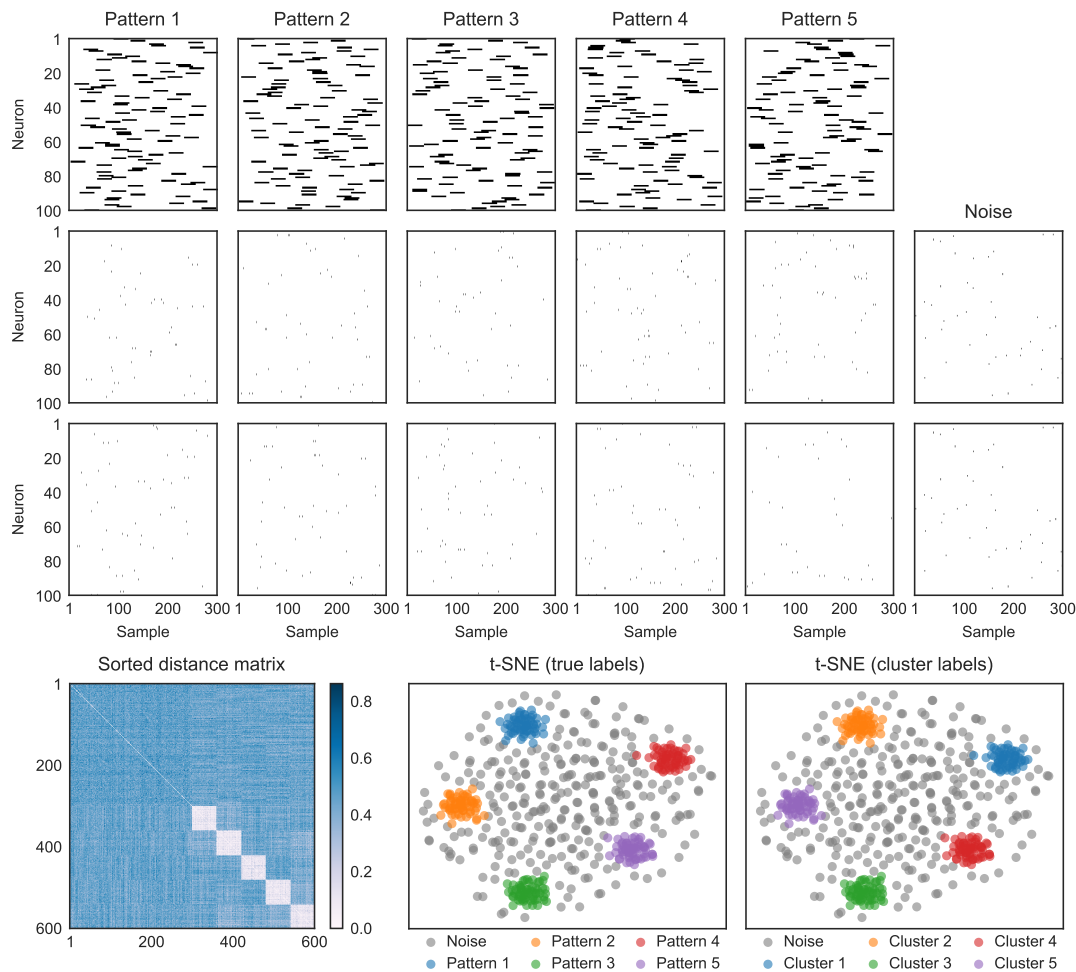 Pattern 1 Pattern 2 Pattern 3 Pattern 4 Pattern 5
1
20
40
60
80
100
Neuron
Noise
1
20
40
60
80
100
Neuron
1
20
40
60
80
100
Neuron
1 100 200 300 1 100 200 300 1 100 200 300 1 100 200 300 1 100 200 300 1 100 200 300
Sample Sample Sample Sample Sample Sample
Sorted distance matrix
1
200
400
600
1 200 400 600
0.8
0.6
0.4
0.2
0.0
t-SNE (true labels)
Noise Pattern 2 Pattern 4
Pattern 1 Pattern 3 Pattern 5
t-SNE (cluster labels)
Noise Cluster 2 Cluster 4
Cluster 1 Cluster 3 Cluster 5